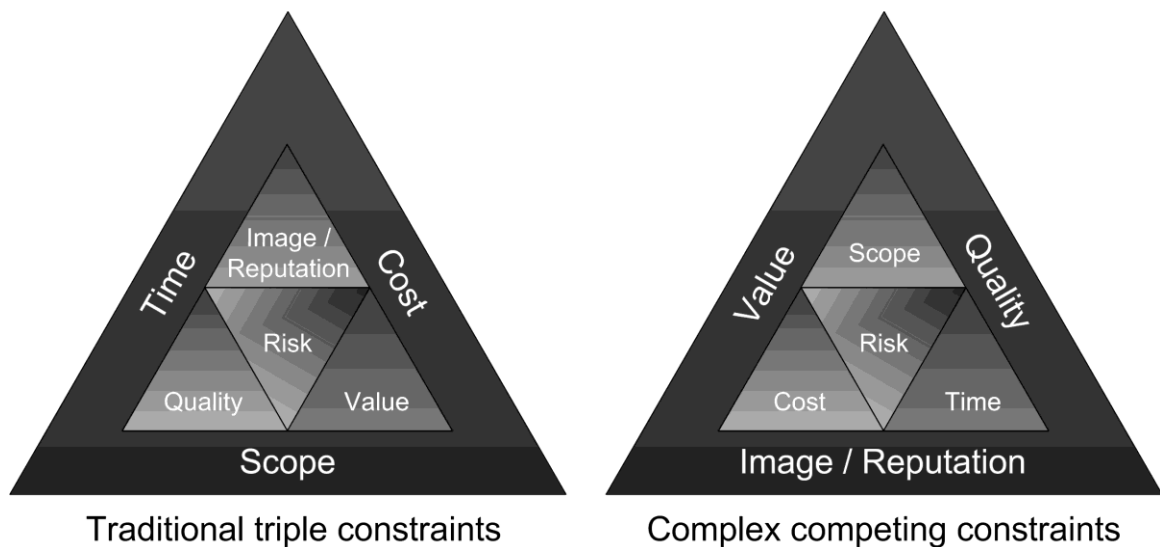 Time
Cost
Image /
Reputation
Risk
Quality
Value
Scope
Traditional triple constraints
Value
Quality
Scope
Risk
Cost
Time
Image / Reputation
Complex competing constraints